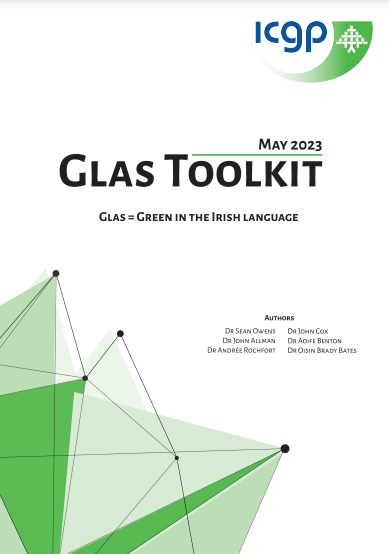 icgp
May 2023
Glas Toolkit
Glas = Green in the Irish language
Authors
Dr Sean Owens
Dr John Cox
Dr John Allman
Dr Aoife Benton
Dr Andrée Rochfort
Dr Oisin Brady Bates